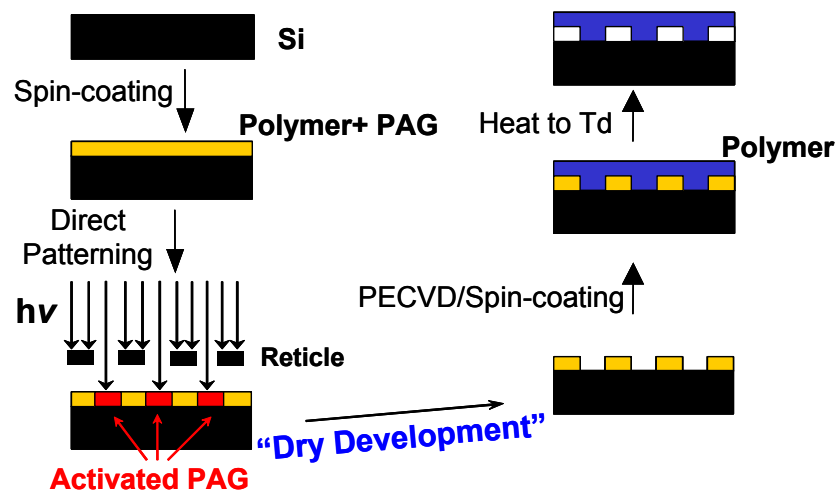 Si
Spin-coating
Polymer+ PAG
Direct
Patterning
hv
Reticle
Activated PAG
“Dry Development”
PECVD/Spin-coating
Polymer
Heat to Td